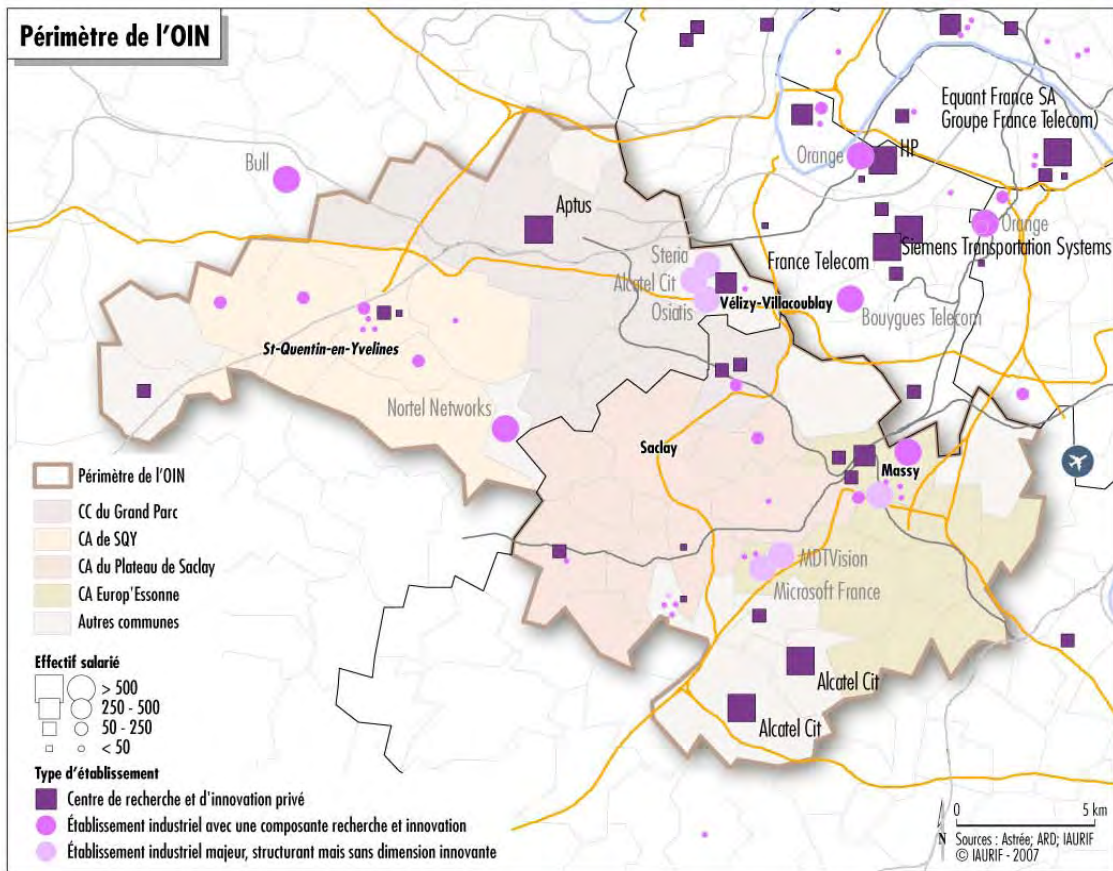 Périmètre de l'OIN
Equant France SA
Groupe France Telecom)
Orange
HP
Bull
Aptus
Orange
Siemens Transportation Systems
France Telecom
Steria
Alcatel Cit
Osiatis
Vélizy-Villacoublay
Bouygues Telecom
St-Quentin-en-Yvelines
Nortel Networks
Saclay
Massy
MDTVision
Microsoft France
Alcatel Cit
Alcatel Cit
Périmètre de l'OIN
CC du Grand Parc
CA de SQY
CA du Plateau de Saclay
CA Europ'Essonne
Autres communes
Effectif salarié
> 500
250 - 500
50 - 250
< 50
Type d'établissement
Centre de recherche et d'innovation privé
Établissement industriel avec une composante recherche et innovation
Établissement industriel majeur, structurant mais sans dimension innovante
0 5 km
N
Sources : Astrée; ARD; IAURIF
© IAURIF - 2007